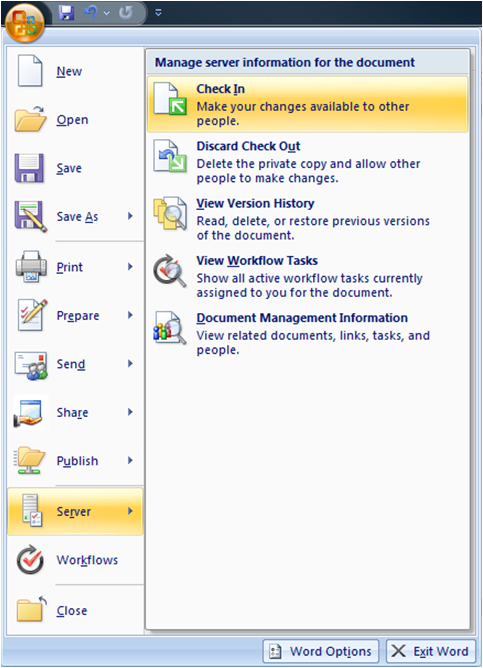 New
Open
Save
Save As
Print
Prepare
Send
Share
Publish
Server
Workflows
Close
Manage server information for the document
Check In
Make your changes available to other
people.
Discard Check Out
Delete the private copy and allow other
people to make changes.
View Version History
Read, delete, or restore previous versions
of the document.
View Workflow Tasks
Show all active workflow tasks currently
assigned to you for the document.
Document Management Information
View related documents, links, tasks, and
people.
Word Options
Exit Word